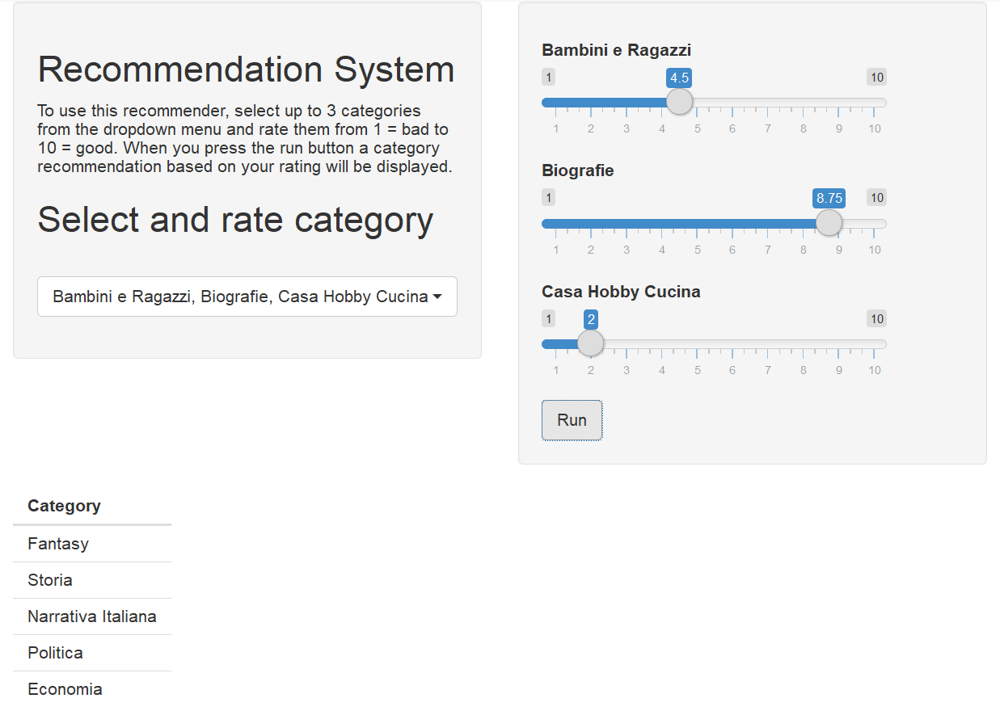 Recommendation System
To use this recommender, select up to 3 categories
from the dropdown menu and rate them from 1 = bad to
10 = good. When you press the run button a category
recommendation based on your rating will be displayed.
Select and rate category
Bambini e Ragazzi, Biografie, Casa Hobby Cucina
Bambini e Ragazzi
1 4.5 10
1 2 3 4 5 6 7 8 9 10
Biografie
1 8.75 10
1 2 3 4 5 6 7 8 9 10
Casa Hobby Cucina
1 2 10
1 2 3 4 5 6 7 8 9 10
Run
Category
Fantasy
Storia
Narrativa Italiana
Politica
Economia